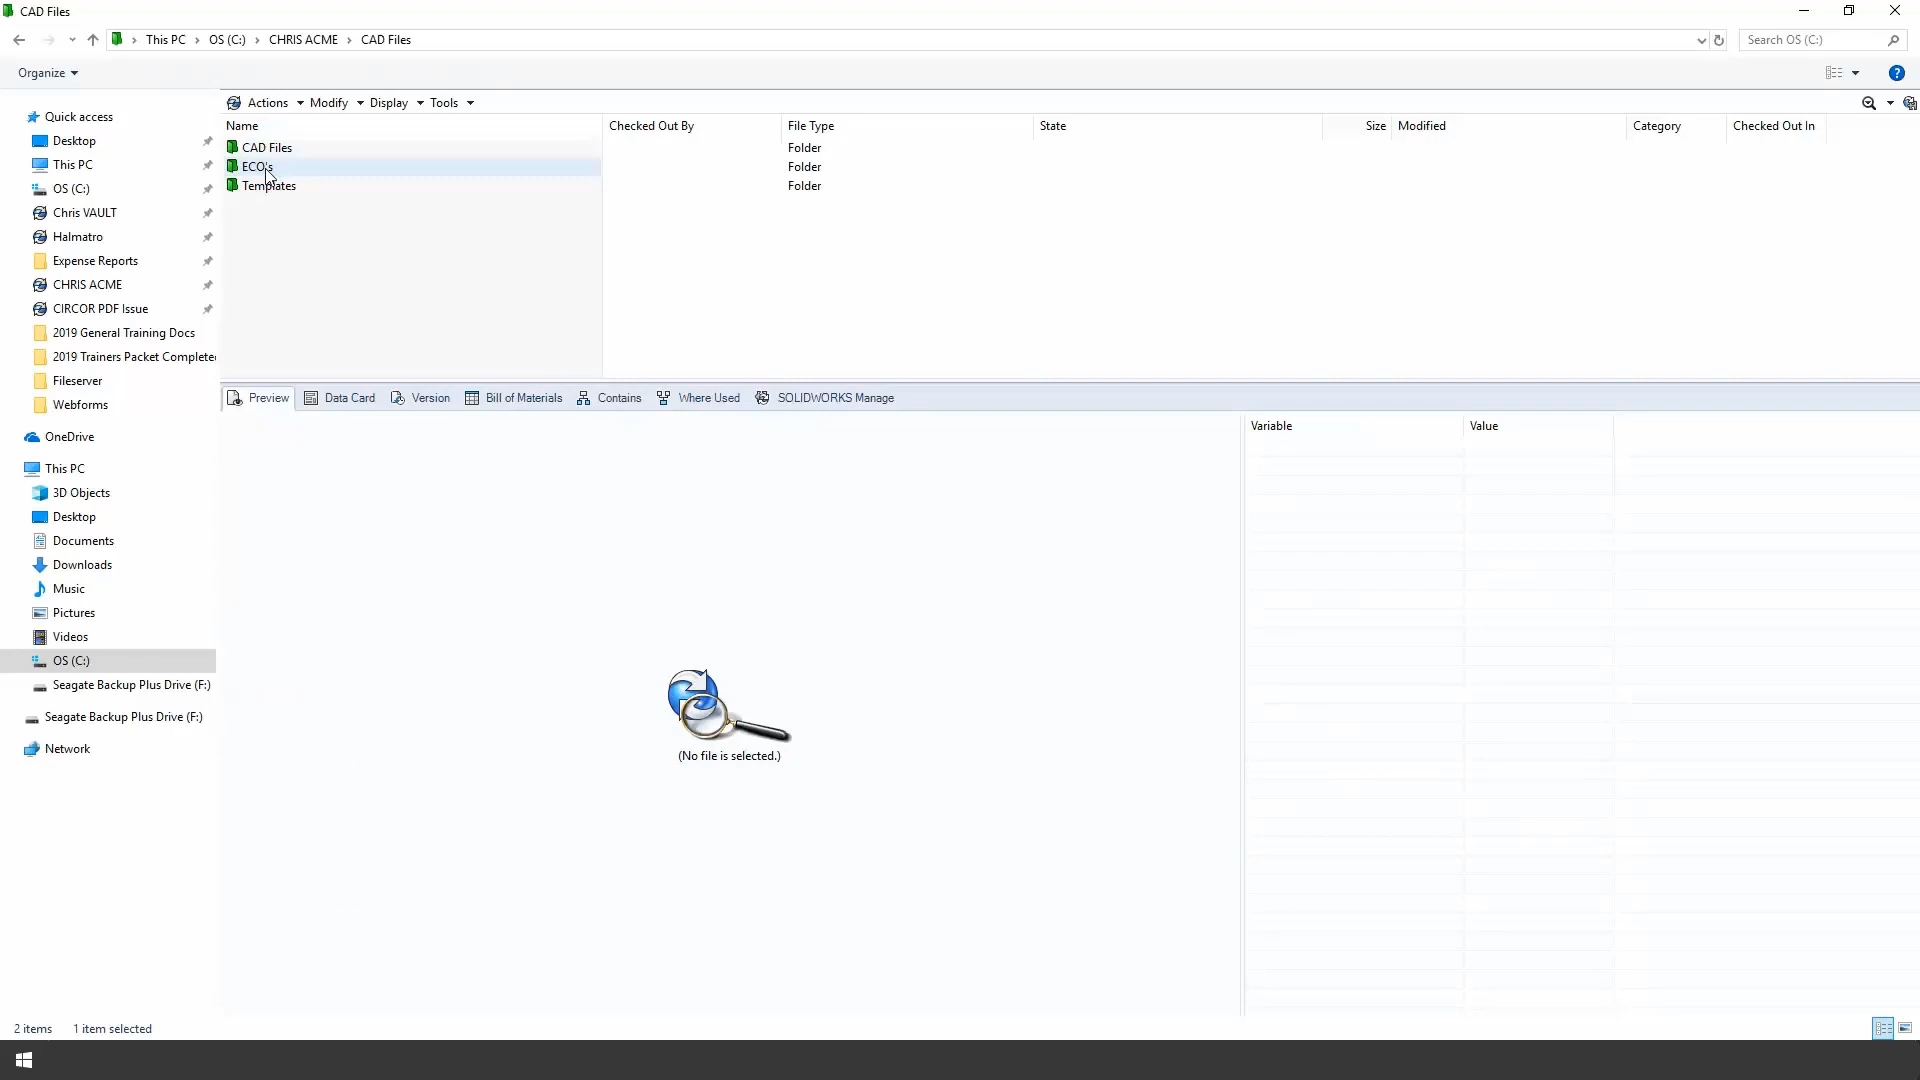 CAD Files
This PC > OS (C:) > CHRIS ACME > CAD Files
Search OS (C:)
Organize
Actions Modify Display Tools
Name Checked Out By File Type State Size Modified Category Checked Out In
CAD Files Folder
ECO's Folder
Templates Folder
Quick access
Desktop
This PC
OS (C:)
Chris VAULT
Halmatro
Expense Reports
CHRIS ACME
CIRCOR PDF Issue
2019 General Training Docs
2019 Trainers Packet Complete
Fileserver
Webforms
OneDrive
This PC
3D Objects
Desktop
Documents
Downloads
Music
Pictures
Videos
OS (C:)
Seagate Backup Plus Drive (F:)
Seagate Backup Plus Drive (F:)
Network
Preview Data Card Version Bill of Materials Contains Where Used SOLIDWORKS Manage
Variable Value
(No file is selected.)
2 items 1 item selected